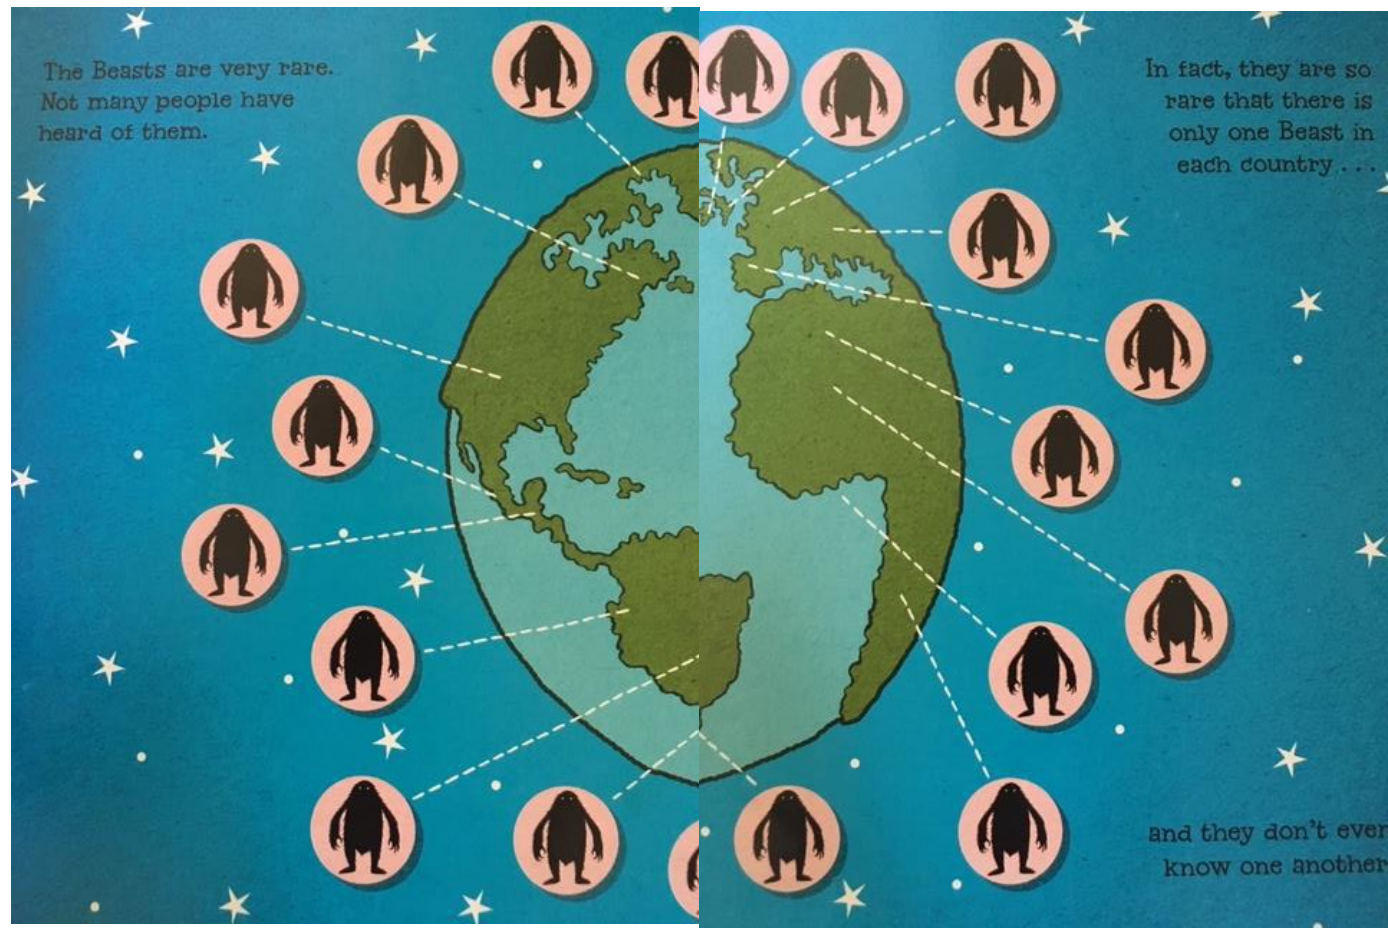 The Beasts are very rare.
Not many people have
heard of them.
In fact, they are so
rare that there is
only one Beast in
each country . . .
and they don't ever
know one another